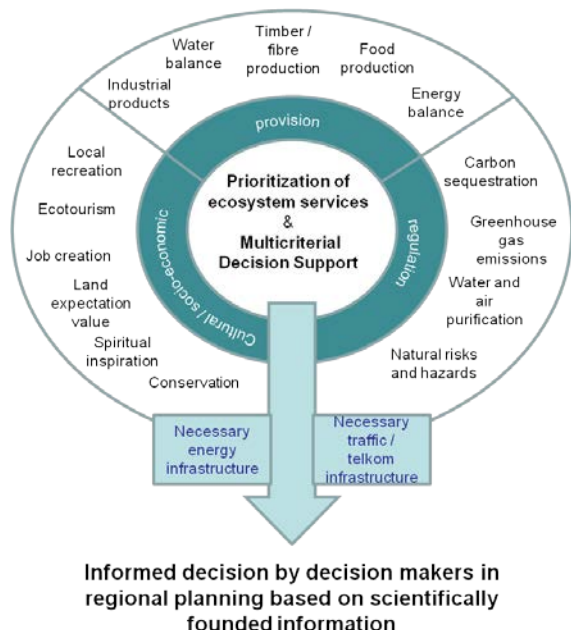 Timber /
fibre
production
Water
balance
Food
production
Industrial
products
Energy
balance
provision
Local
recreation
Carbon
sequestration
Prioritization of
ecosystem services
&
Multicriterial
Decision Support
Ecotourism
Greenhouse
gas
emissions
regulation
Cultural / socio-economic
Job creation
Land
expectation
value
Water and
air
purification
Spiritual
inspiration
Natural risks
and hazards
Conservation
Necessary
energy
infrastructure
Necessary
traffic /
telkom
infrastructure
Informed decision by decision makers in
regional planning based on scientifically
founded information